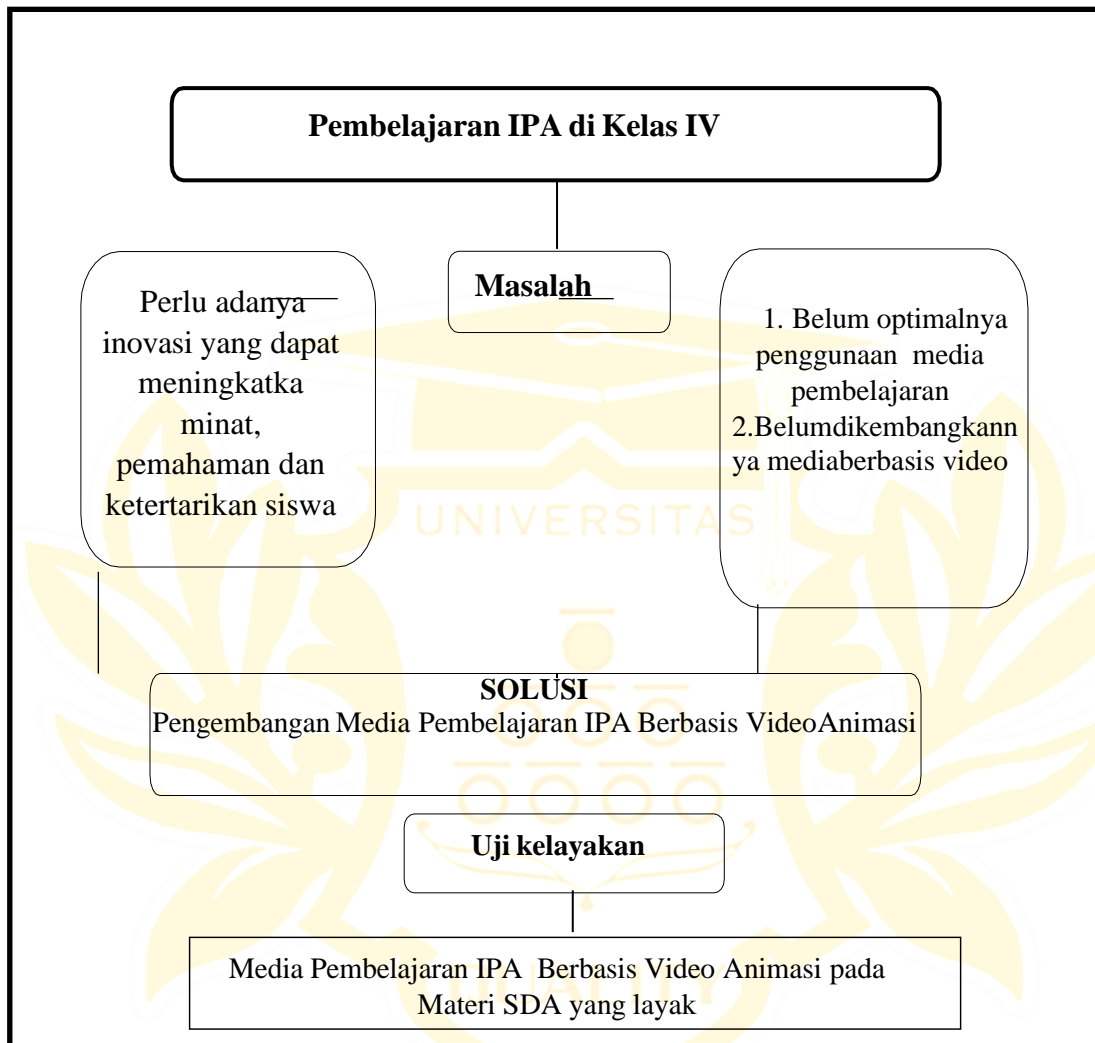 Pembelajaran IPA di Kelas IV
Masalah
Perlu adanya
inovasi yang dapat
meningkatka
minat,
pemahaman dan
ketertarikan siswa
1. Belum optimalnya
penggunaan media
pembelajaran
2.Belumdikembangkann
ya mediaberbasis video
UNIVERSITAS
SOLUSI
Pengembangan Media Pembelajaran IPA Berbasis VideoAnimasi
Uji kelayakan
Media Pembelajaran IPA Berbasis Video Animasi pada
Materi SDA yang layak
QUALITY